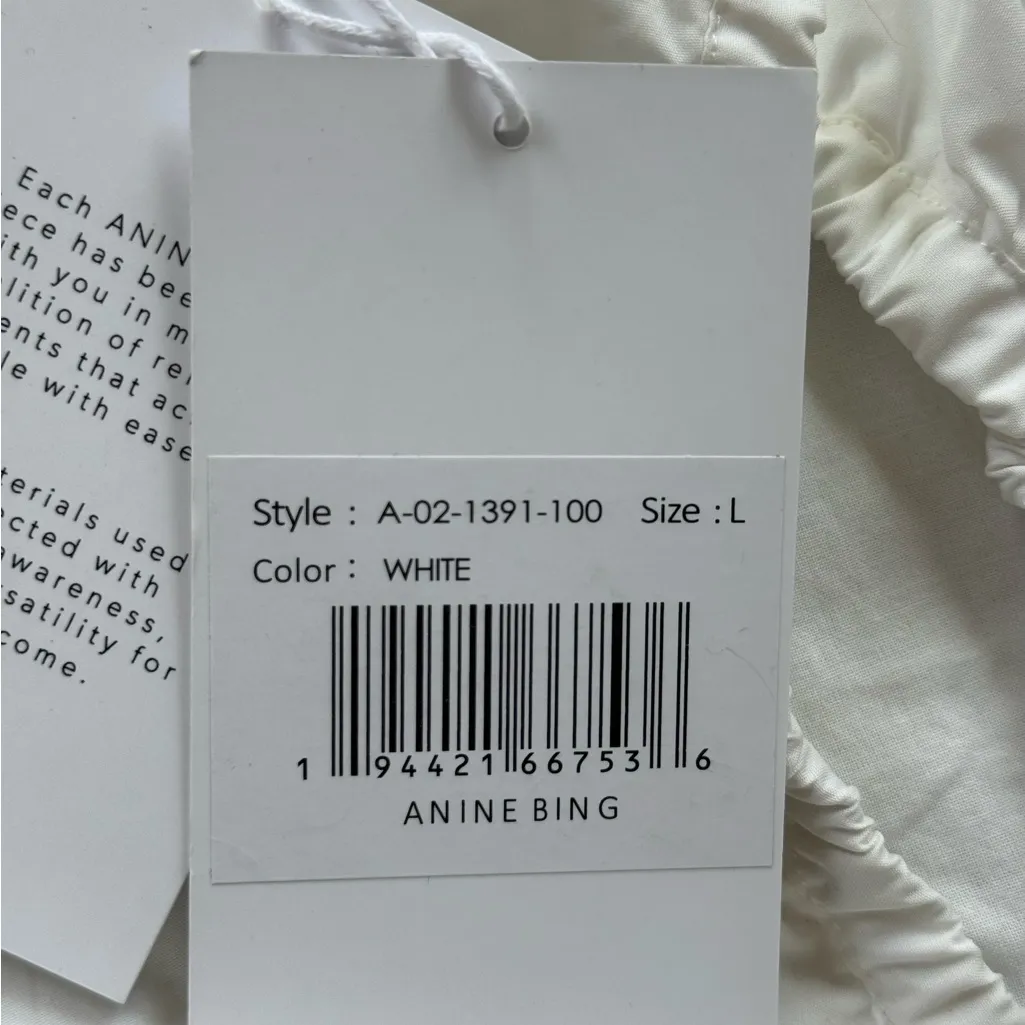 Each ANIN
ece has bee
ith you in m
lition of re
ents that ac
le with ease
terials used
cted with
awareness,
satility for
come.
Style : A-02-1391-100 Size : L
Color : WHITE
1 94421 66753 6
ANINE BING